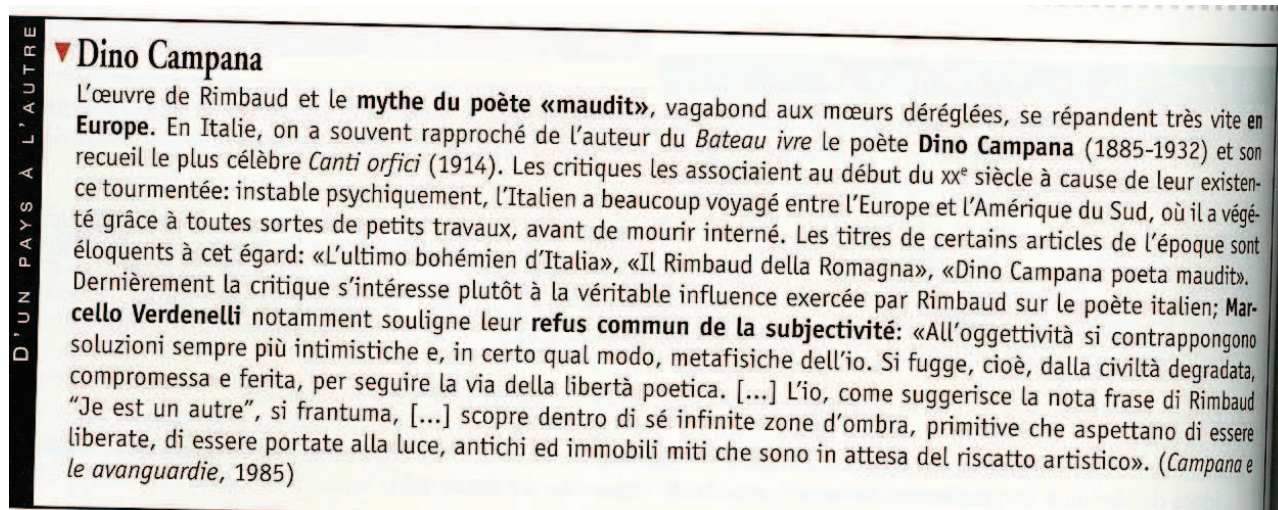 D'UN PAYS À L'AUTRE
Dino Campana
L'œuvre de Rimbaud et le mythe du poète «maudit», vagabond aux mœurs déréglées, se répandent très vite en
Europe. En Italie, on a souvent rapproché de l'auteur du Bateau ivre le poète Dino Campana (1885-1932) et son
recueil le plus célèbre Canti orfici (1914). Les critiques les associaient au début du XXe siècle à cause de leur existen-
ce tourmentée: instable psychiquement, l'Italien a beaucoup voyagé entre l'Europe et l'Amérique du Sud, où il a végé-
té grâce à toutes sortes de petits travaux, avant de mourir interné. Les titres de certains articles de l'époque sont
éloquents à cet égard: «L'ultimo bohémien d'Italia», «Il Rimbaud della Romagna», «Dino Campana poeta maudit».
Dernièrement la critique s'intéresse plutôt à la véritable influence exercée par Rimbaud sur le poète italien; Mar-
cello Verdenelli notamment souligne leur refus commun de la subjectivité: «All'oggettività si contrappongono
soluzioni sempre più intimistiche e, in certo qual modo, metafisiche dell'io. Si fugge, cioè, dalla civiltà degradata,
compromessa e ferita, per seguire la via della libertà poetica. [...] L'io, come suggerisce la nota frase di Rimbaud
"Je est un autre", si frantuma, [...] scopre dentro di sé infinite zone d'ombra, primitive che aspettano di essere
liberate, di essere portate alla luce, antichi ed immobili miti che sono in attesa del riscatto artistico». (Campana e
le avanguardie, 1985)